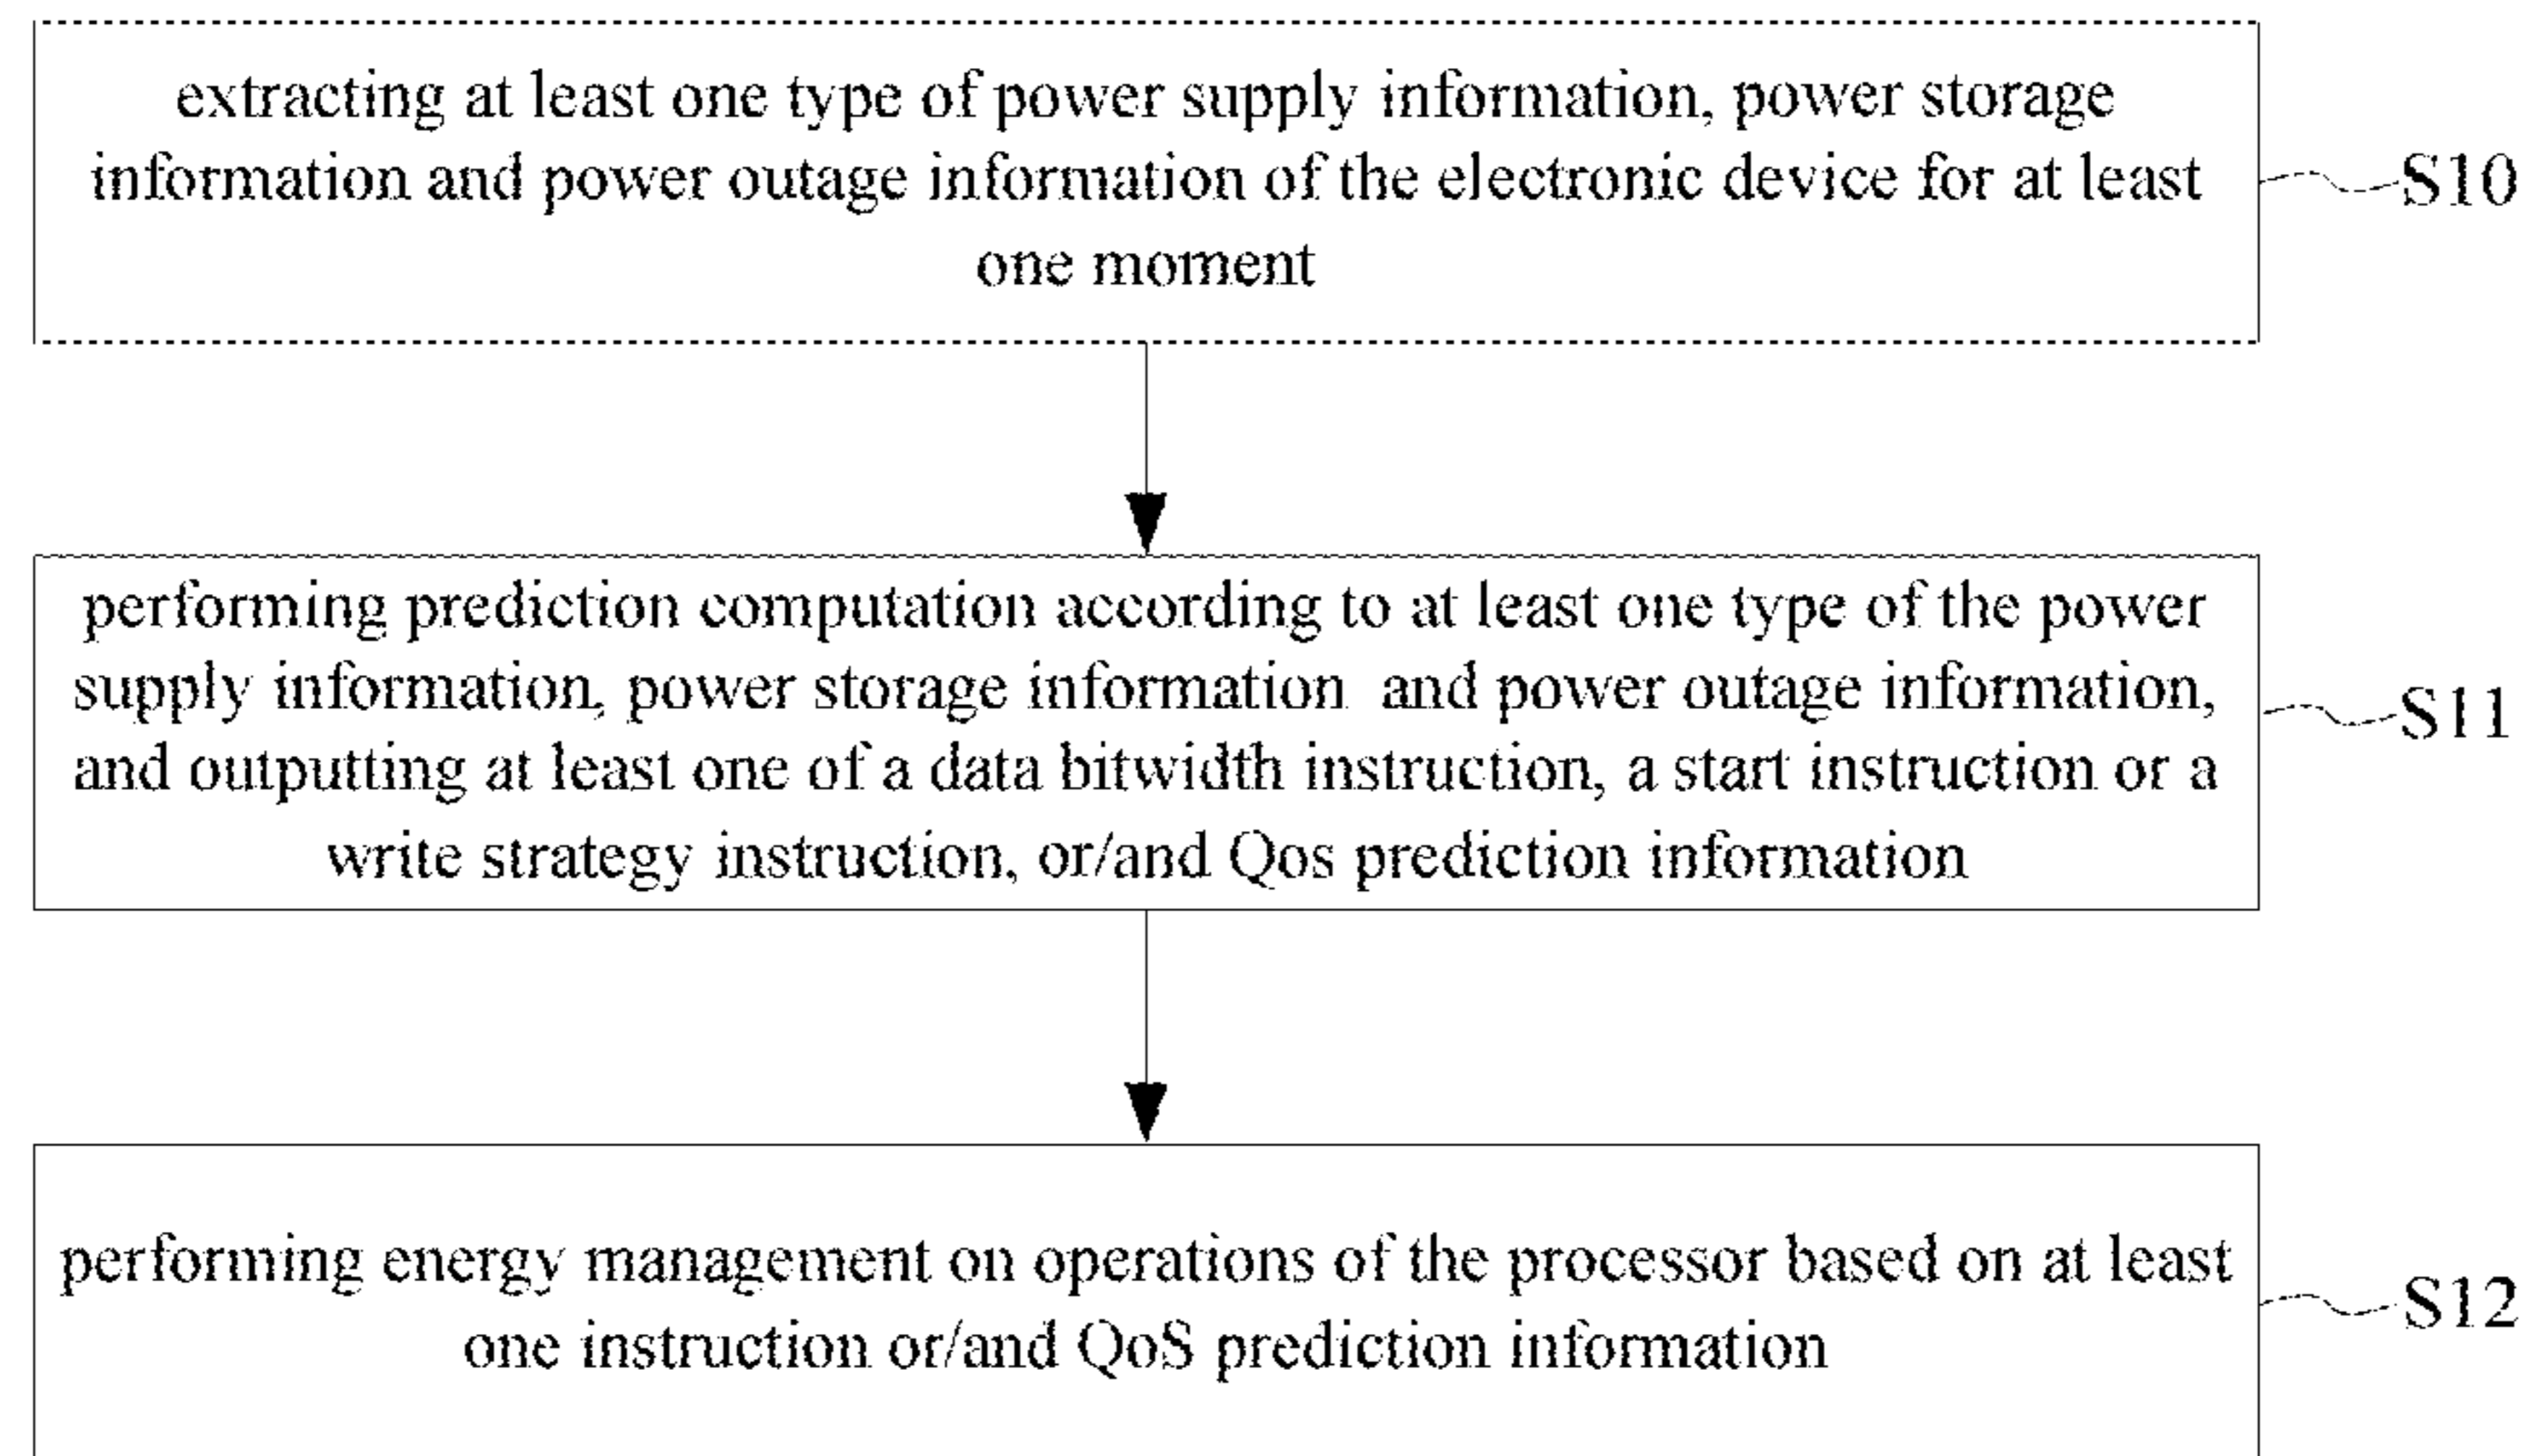 extracting at least one type of power supply information, power storage
information and power outage information of the electronic device for at least
one moment
S10
performing prediction computation according to at least one type of the power
supply information, power storage information and power outage information,
and outputting at least one of a data bitwidth instruction, a start instruction or a
write strategy instruction, or/and Qos prediction information
S11
performing energy management on operations of the processor based on at least
one instruction or/and QoS prediction information
S12